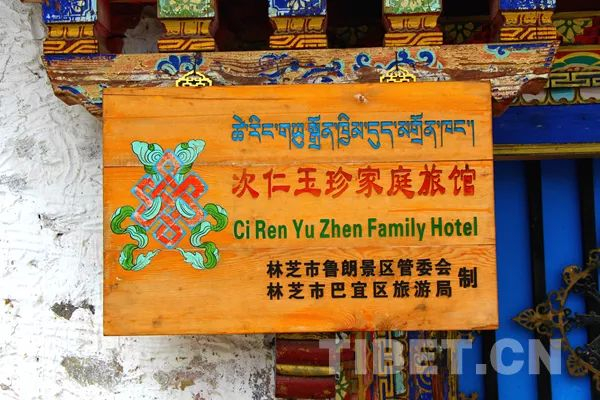 ཚེ་རིང་གཡུ་སྒྲོན་ཁྱིམ་དུད་མགྲོན་ཁང་།
次仁玉珍家庭旅馆
Ci Ren Yu Zhen Family Hotel
林芝市鲁朗景区管委会
林芝市巴宜区旅游局 制
TIBET.CN